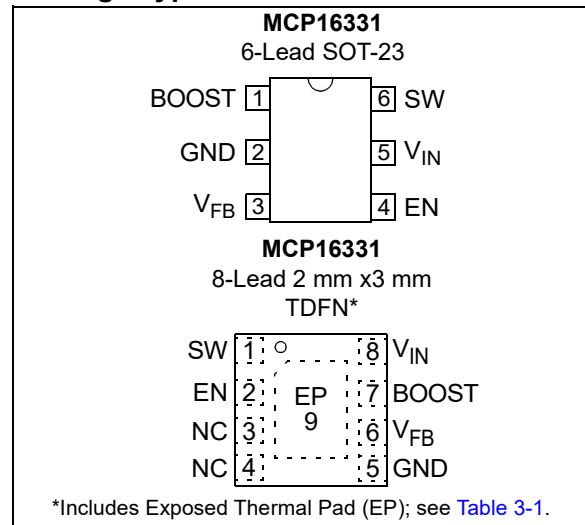 MCP16331
6-Lead SOT-23
BOOST 1 6 SW
GND 2 5 VIN
VFB 3 4 EN
MCP16331
8-Lead 2 mm x3 mm
TDFN*
SW 1 8 VIN
EN 2 EP 7 BOOST
NC 3 9 6 VFB
NC 4 5 GND
*Includes Exposed Thermal Pad (EP); see Table 3-1.